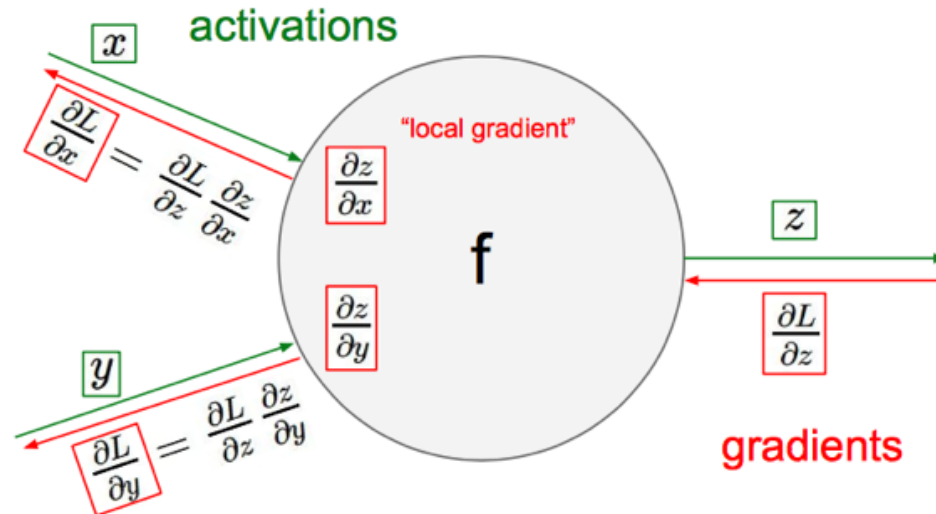 activations
x
∂L/∂x = ∂L/∂z ∂z/∂x
"local gradient"
∂z/∂x
f
z
∂z/∂y
∂L/∂z
y
∂L/∂y = ∂L/∂z ∂z/∂y
gradients